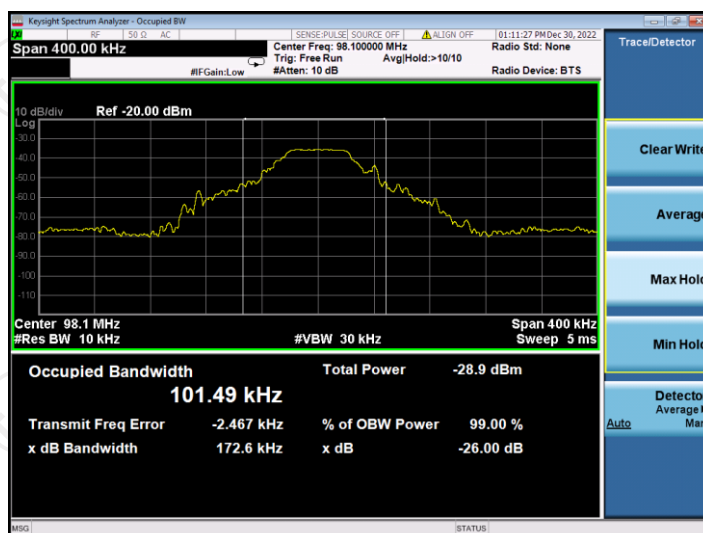 Keysight Spectrum Analyzer - Occupied BW
RF 50 Ω AC SENSE:PULSE SOURCE OFF ALIGN OFF 01:11:27 PM Dec 30, 2022
Span 400.00 kHz
Center Freq: 98.100000 MHz
Radio Std: None
Trig: Free Run Avg|Hold:>10/10
#IFGain:Low
#Atten: 10 dB
Radio Device: BTS
Trace/Detector
10 dB/div Ref -20.00 dBm
Log
-30.0
-40.0
-50.0
-60.0
-70.0
-80.0
-90.0
-100
-110
Center 98.1 MHz
Span 400 kHz
#Res BW 10 kHz
#VBW 30 kHz
Sweep 5 ms
Occupied Bandwidth
101.49 kHz
Total Power -28.9 dBm
Transmit Freq Error -2.467 kHz
% of OBW Power 99.00 %
x dB Bandwidth 172.6 kHz
x dB -26.00 dB
Clear Write
Average
Max Hold
Min Hold
Detector
Average
Auto Man
MSG
STATUS